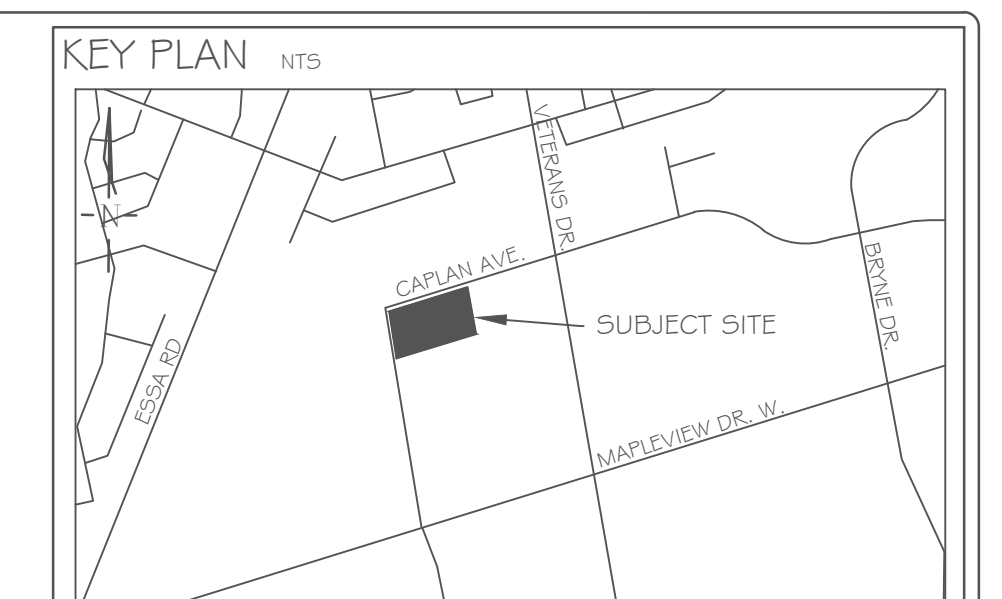 KEY PLAN NTS
N
VETERANS DR.
CAPLAN AVE.
BRYNE DR.
SUBJECT SITE
ESSA RD
MAPLEVIEW DR. W.